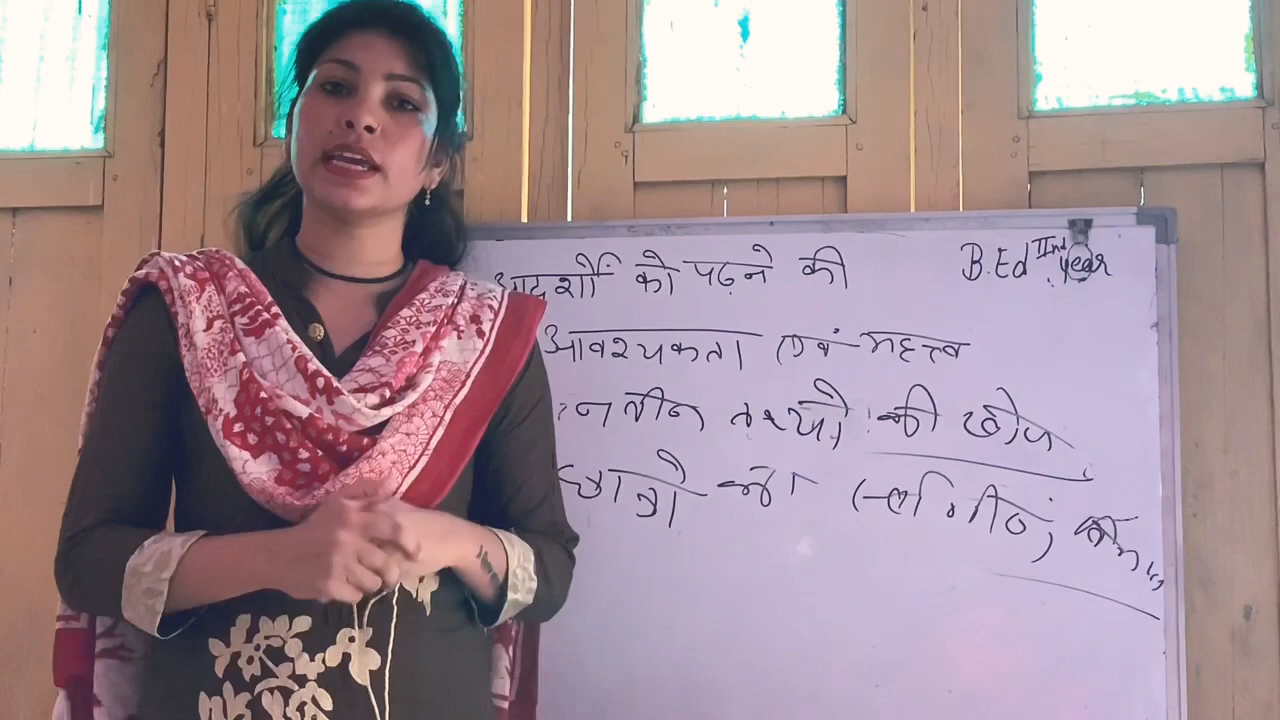 आदर्शो को पढ़ने की
B.Ed IInd year
आवश्यकता एवं महत्त्व
नवीन तथ्यो की खोज
छात्रो का